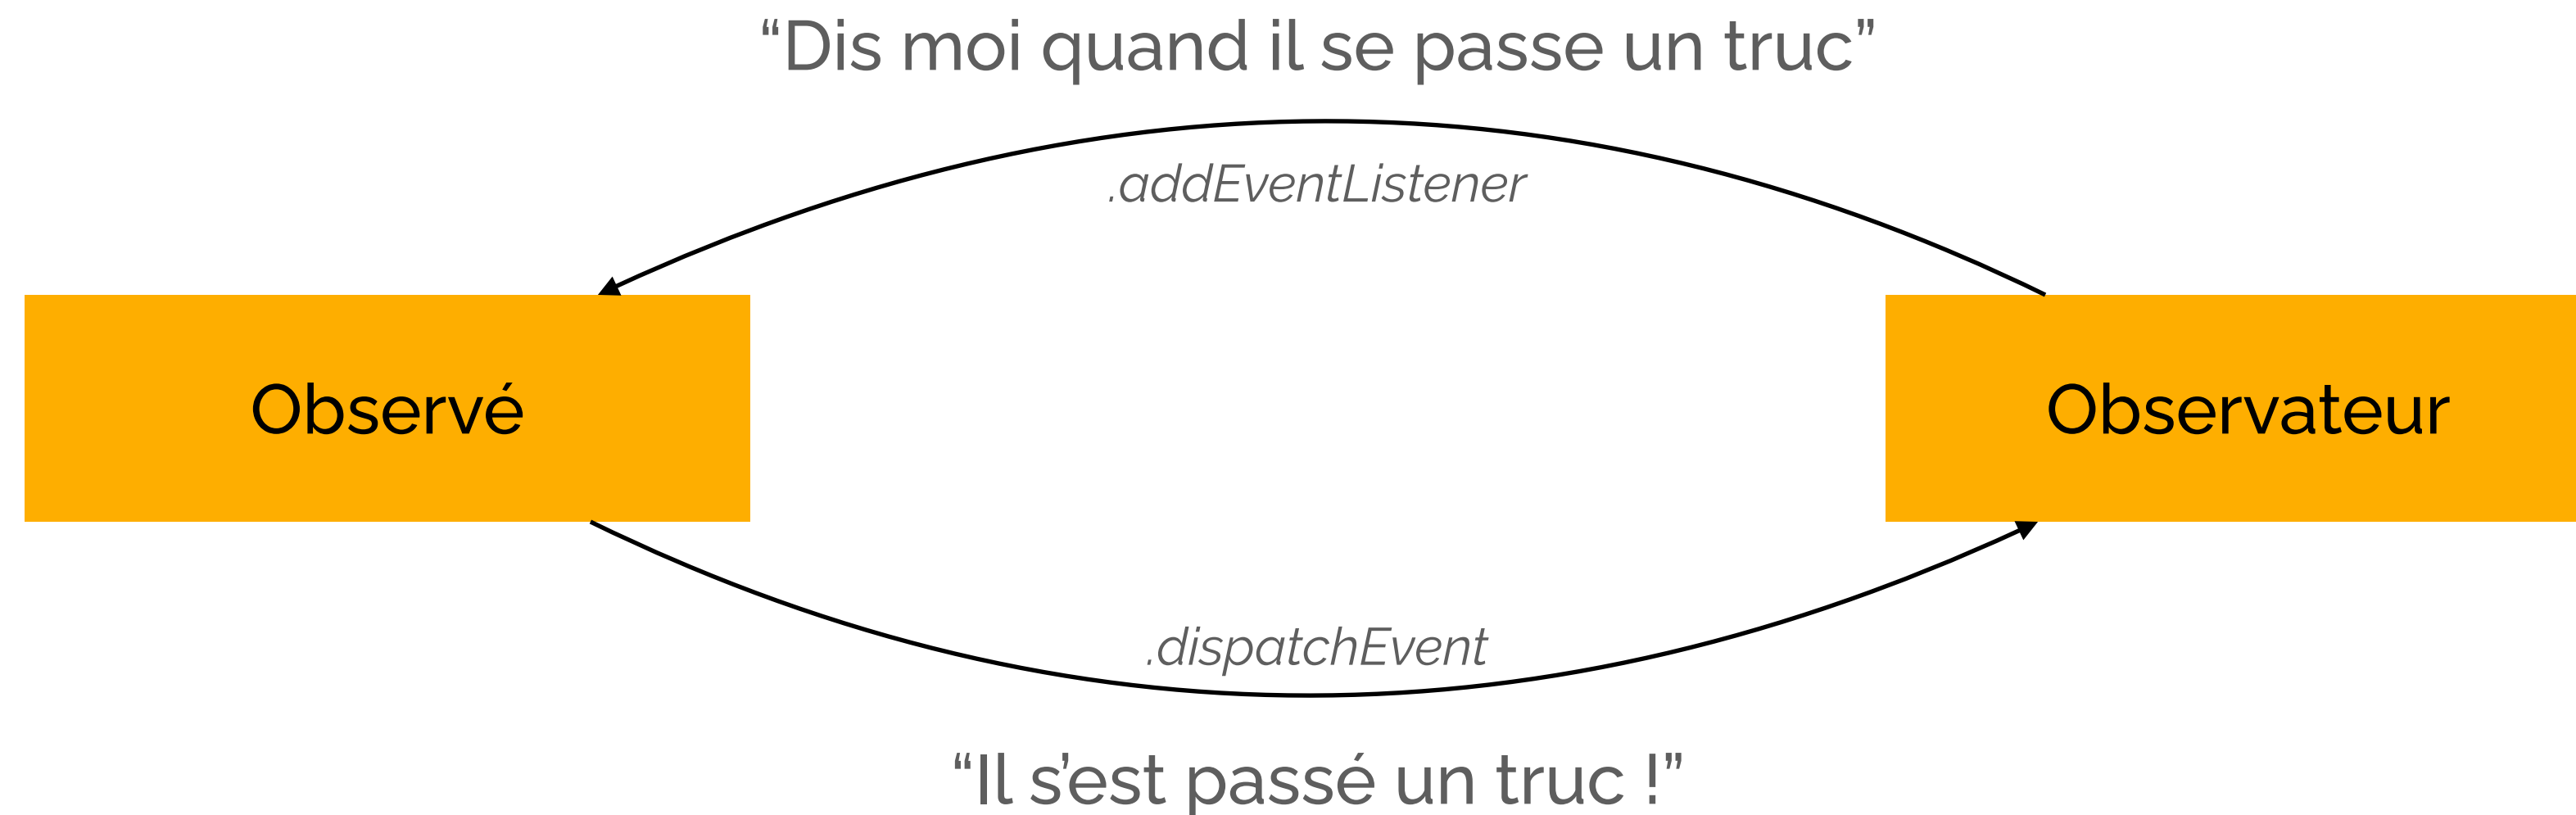 “Dis moi quand il se passe un truc”
.addEventListener
Observé
Observateur
.dispatchEvent
“Il s’est passé un truc !”